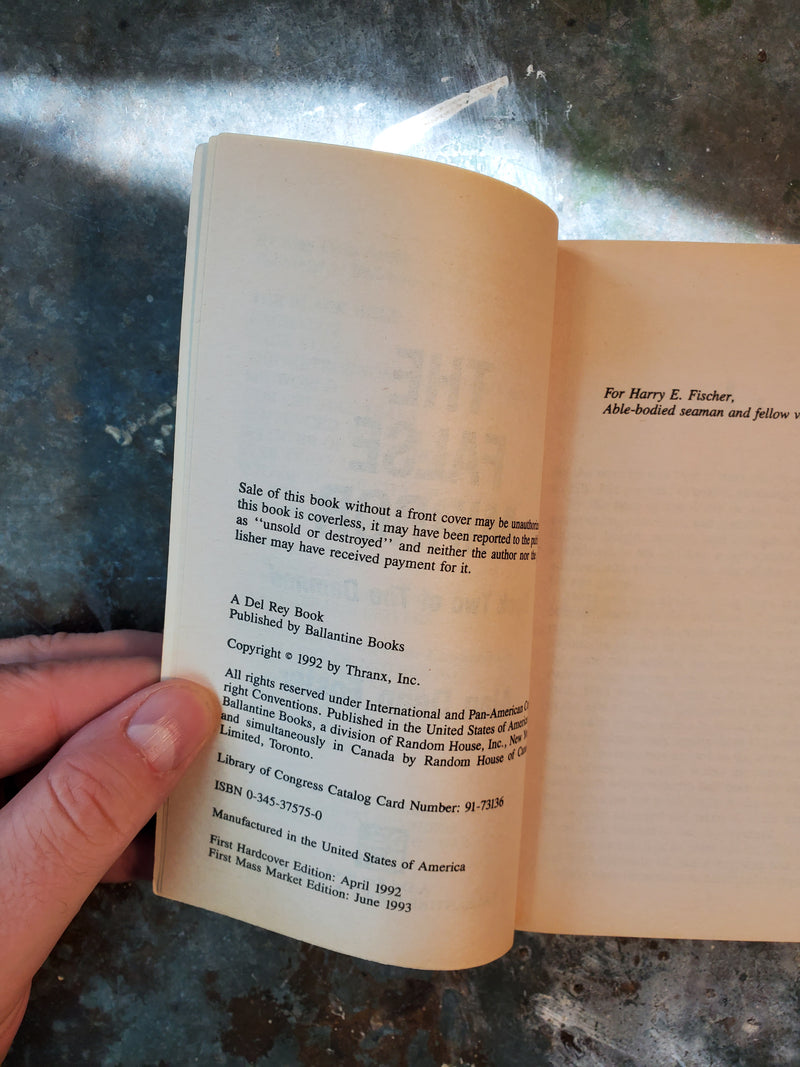 Sale of this book without a front cover may be
this book is coverless, it may have been reported to the
as “unsold or destroyed” and neither the author nor the
lisher may have received payment for it.
A Del Rey Book
Published by Ballantine Books
Copyright © 1992 by Thranx, Inc.
All rights reserved under International and Pan-American
right Conventions. Published in the United States of
Ballantine Books, a division of Random House, Inc., New
and simultaneously in Canada by Random House of
Limited, Toronto.
Library of Congress Catalog Card Number: 91-73136
ISBN 0-345-37575-0
Manufactured in the United States of America
First Hardcover Edition: April 1992
First Mass Market Edition: June 1993
For Harry E. Fischer,
Able-bodied seaman and fellow